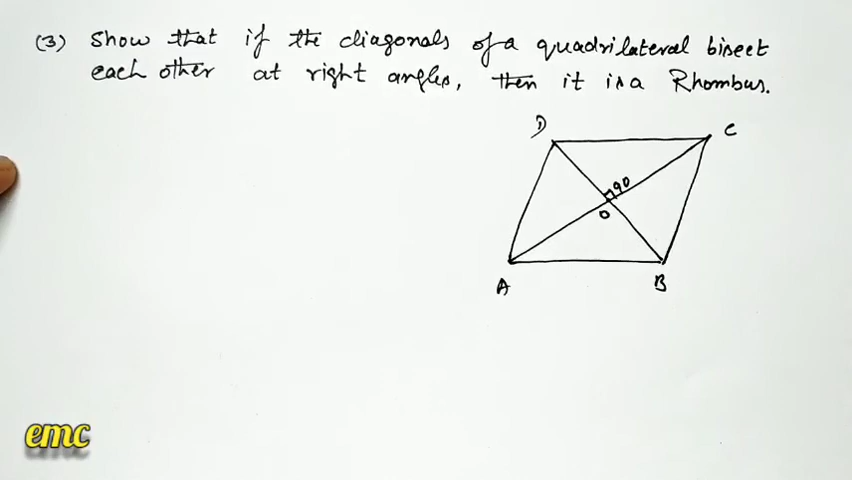 (3) Show that if the diagonals of a quadrilateral bisect
each other at right angles, then it is a Rhombus.
D
C
90
O
A
B
emc